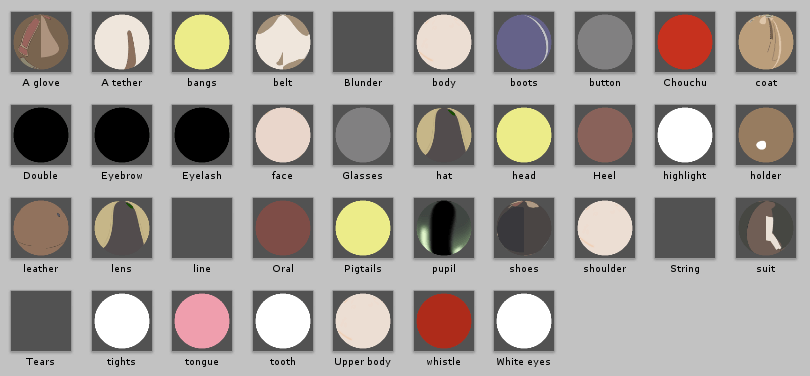 A glove A tether bangs belt Blunder body boots button Chouchu coat
Double Eyebrow Eyelash face Glasses hat head Heel highlight holder
leather lens line Oral Pigtails pupil shoes shoulder String suit
Tears tights tongue tooth Upper body whistle White eyes